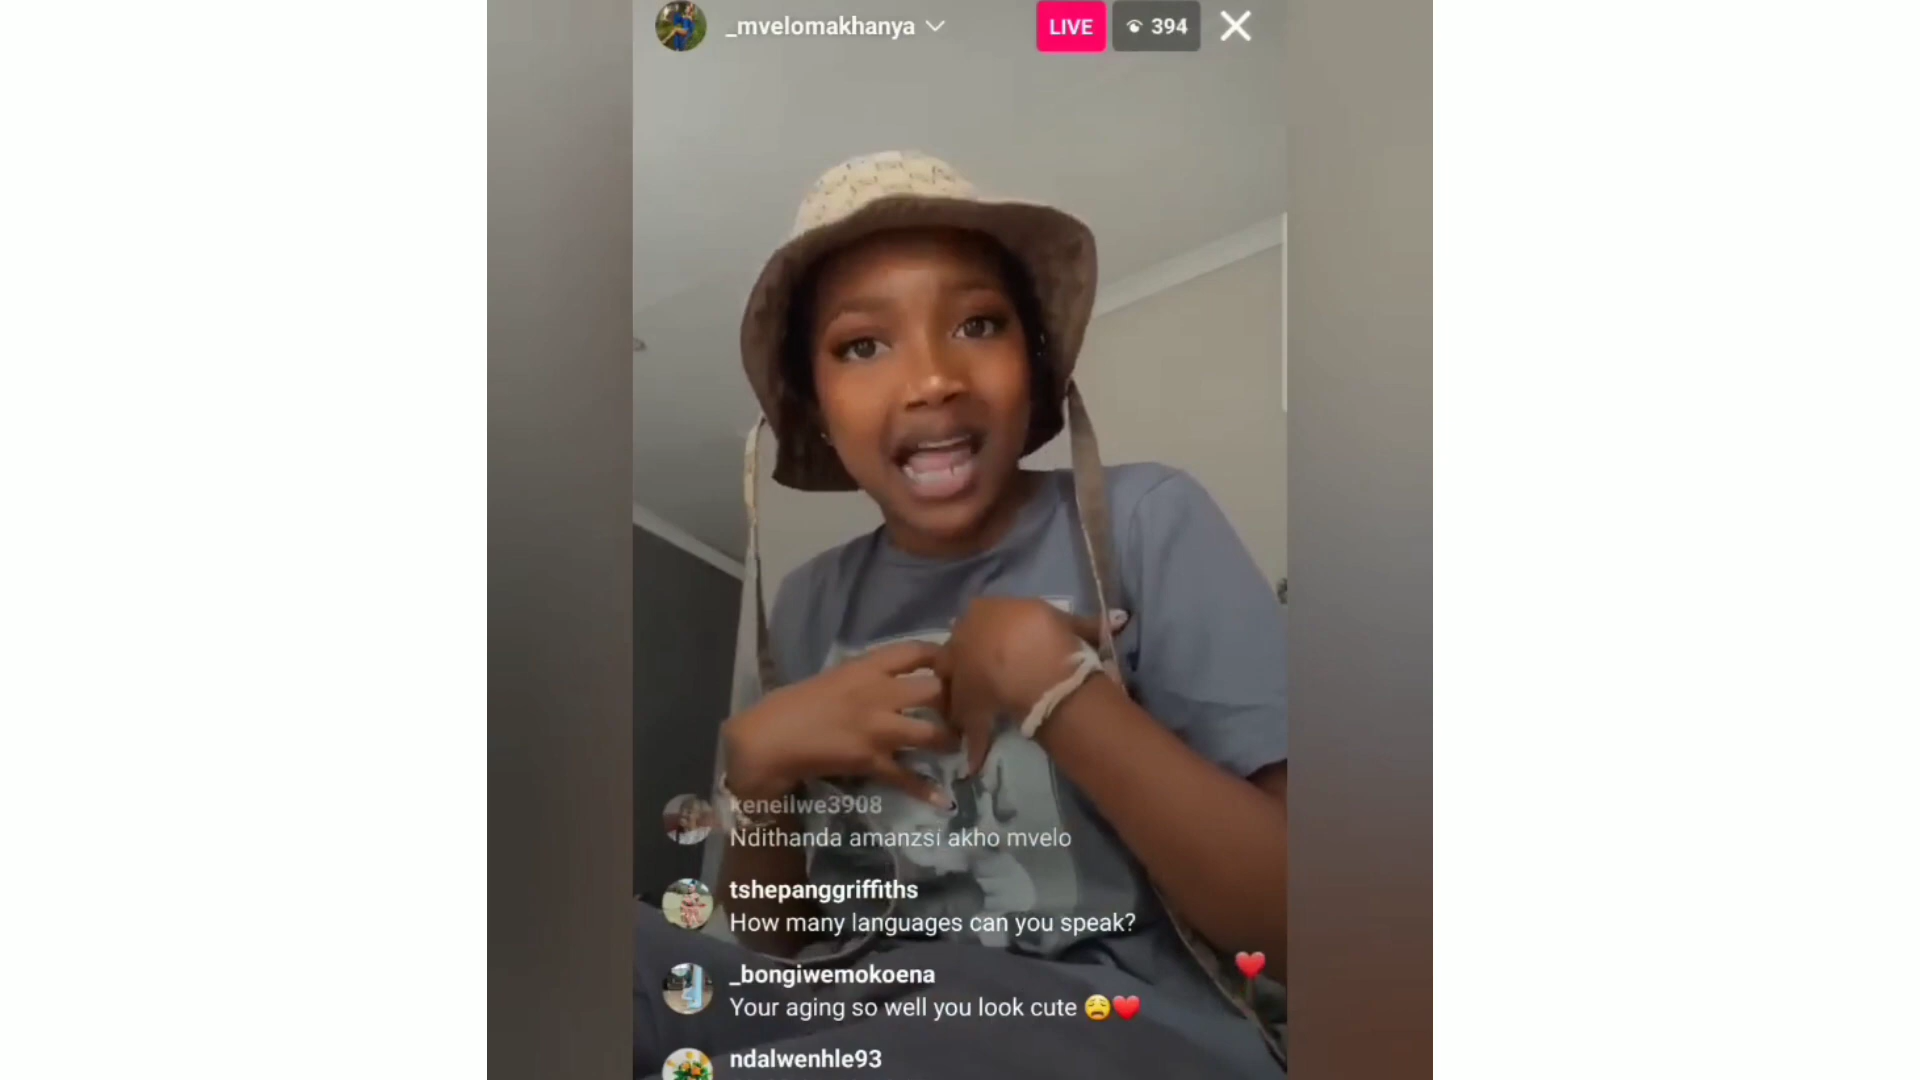 _mvelomakhanya
LIVE
394
keneilwe3908
Ndithanda amanzsi akho mvelo
tshepanggriffiths
How many languages can you speak?
_bongiwemokoena
Your aging so well you look cute 😩❤️
ndalwenhle93